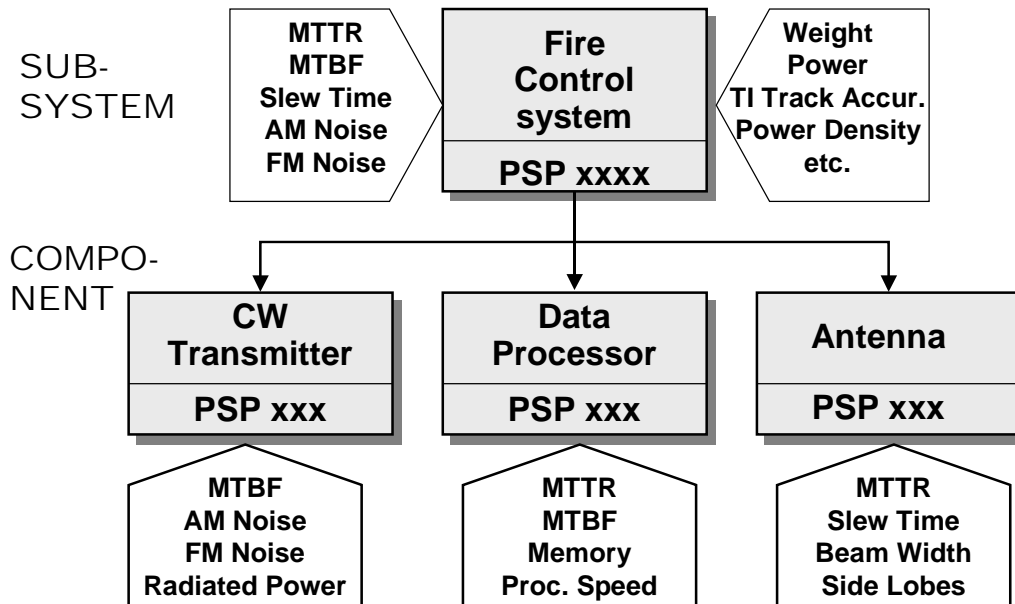 SUB-
SYSTEM
MTTR
MTBF
Slew Time
AM Noise
FM Noise
Fire
Control
system
PSP xxxx
Weight
Power
TI Track Accur.
Power Density
etc.
COMPO-
NENT
CW
Transmitter
PSP xxx
Data
Processor
PSP xxx
Antenna
PSP xxx
MTBF
AM Noise
FM Noise
Radiated Power
MTTR
MTBF
Memory
Proc. Speed
MTTR
Slew Time
Beam Width
Side Lobes